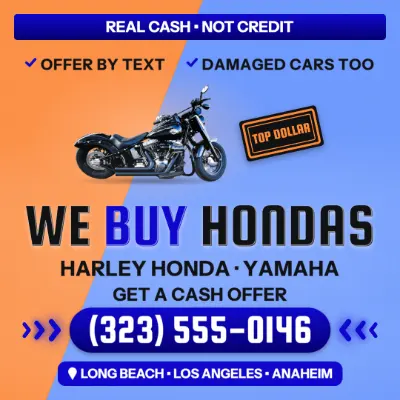 REAL CASH • NOT CREDIT
OFFER BY TEXT
DAMAGED CARS TOO
TOP DOLLAR
WE BUY HONDAS
HARLEY HONDA • YAMAHA
GET A CASH OFFER
(323) 555-0146
LONG BEACH • LOS ANGELES • ANAHEIM